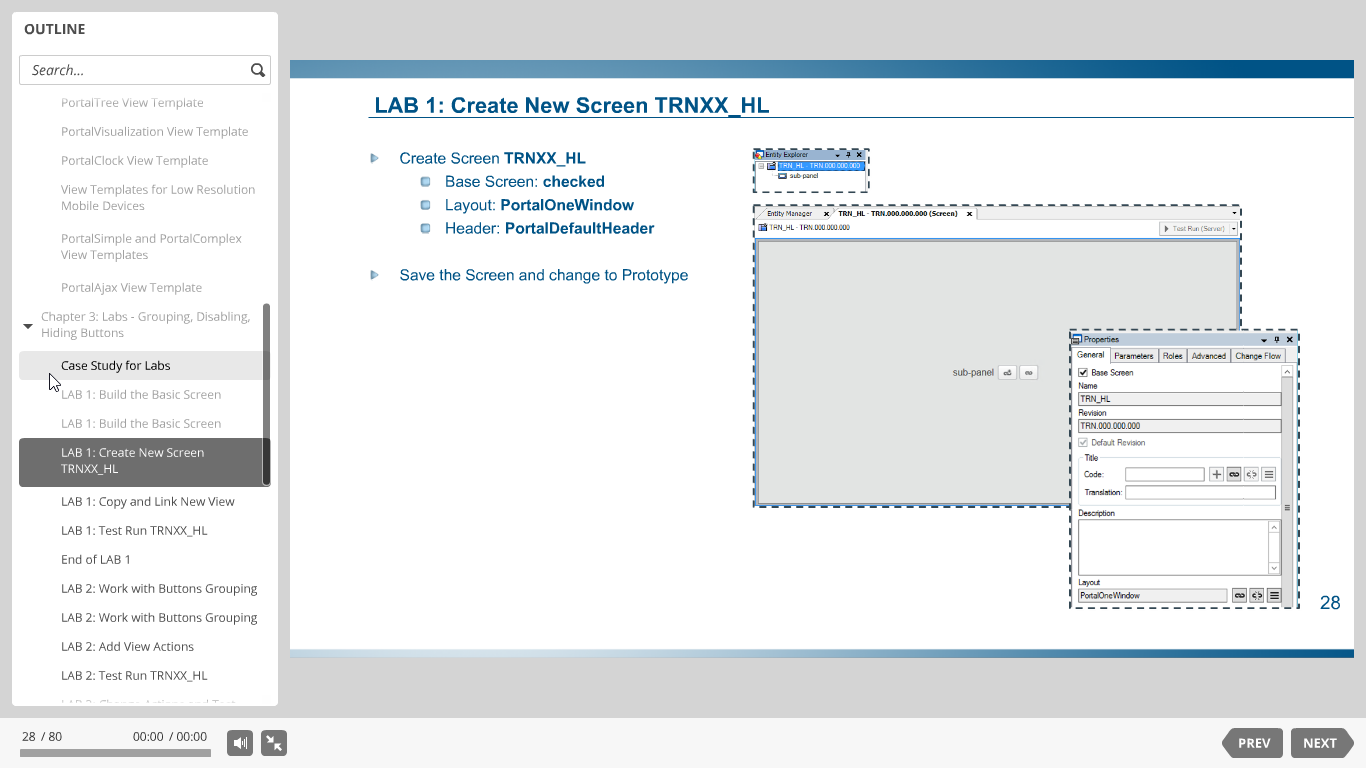 OUTLINE
Search...
PortalTree View Template
PortalVisualization View Template
PortalClock View Template
View Templates for Low Resolution
Mobile Devices
PortalSimple and PortalComplex
View Templates
PortalAjax View Template
Chapter 3: Labs - Grouping, Disabling,
Hiding Buttons
Case Study for Labs
LAB 1: Build the Basic Screen
LAB 1: Build the Basic Screen
LAB 1: Create New Screen
TRNXX_HL
LAB 1: Copy and Link New View
LAB 1: Test Run TRNXX_HL
End of LAB 1
LAB 2: Work with Buttons Grouping
LAB 2: Work with Buttons Grouping
LAB 2: Add View Actions
LAB 2: Test Run TRNXX_HL
LAB 1: Create New Screen TRNXX_HL
Create Screen TRNXX_HL
Base Screen: checked
Layout: PortalOneWindow
Header: PortalDefaultHeader
Save the Screen and change to Prototype
Entity Explorer
TRN_HL - TRN.000.000.000
sub-panel
Entity Manager TRN_HL - TRN.000.000.000 (Screen)
TRN_HL - TRN.000.000.000 Test Run (Server)
sub-panel
Properties
General Parameters Roles Advanced Change Flow
Base Screen
Name
TRN_HL
Revision
TRN.000.000.000
Default Revision
Title
Code:
Translation:
Description
Layout
PortalOneWindow
28
28 / 80 00:00 / 00:00
PREV NEXT